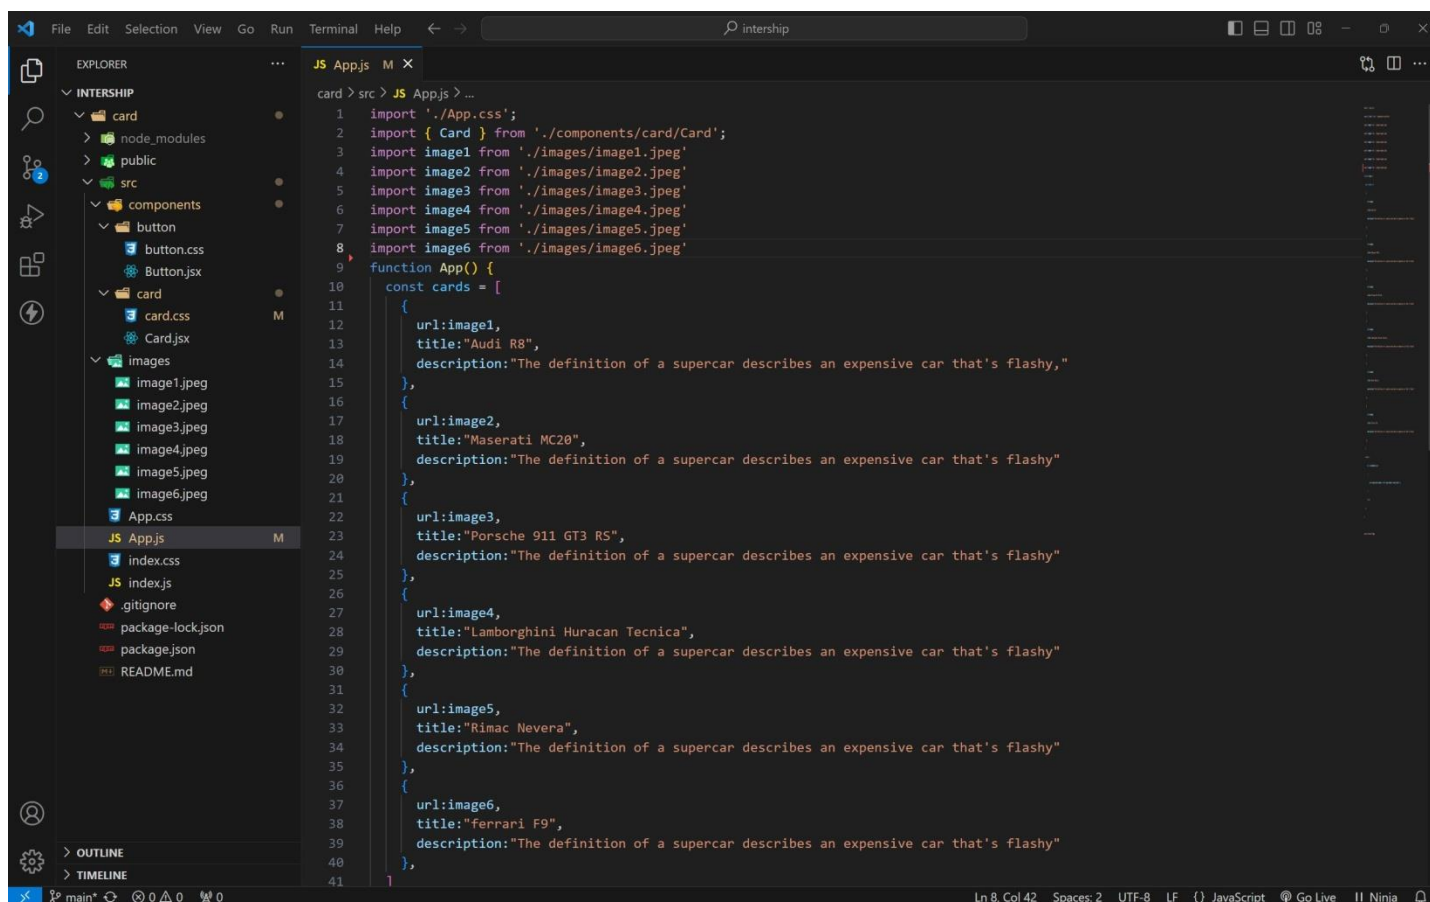 File Edit Selection View Go Run Terminal Help
intership
EXPLORER
INTERSHIP
card
node_modules
public
src
components
button
button.css
Button.jsx
card
card.css M
Card.jsx
images
image1.jpeg
image2.jpeg
image3.jpeg
image4.jpeg
image5.jpeg
image6.jpeg
App.css
JS App.js M
index.css
JS index.js
.gitignore
package-lock.json
package.json
README.md
OUTLINE
TIMELINE
2
JS App.js M
card > src > JS App.js > ...
1 import './App.css';
2 import { Card } from './components/card/Card';
3 import image1 from './images/image1.jpeg'
4 import image2 from './images/image2.jpeg'
5 import image3 from './images/image3.jpeg'
6 import image4 from './images/image4.jpeg'
7 import image5 from './images/image5.jpeg'
8 import image6 from './images/image6.jpeg'
9 function App() {
10 const cards = [
11 {
12 url:image1,
13 title:"Audi R8",
14 description:"The definition of a supercar describes an expensive car that's flashy,"
15 },
16 {
17 url:image2,
18 title:"Maserati MC20",
19 description:"The definition of a supercar describes an expensive car that's flashy"
20 },
21 {
22 url:image3,
23 title:"Porsche 911 GT3 RS",
24 description:"The definition of a supercar describes an expensive car that's flashy"
25 },
26 {
27 url:image4,
28 title:"Lamborghini Huracan Tecnica",
29 description:"The definition of a supercar describes an expensive car that's flashy"
30 },
31 {
32 url:image5,
33 title:"Rimac Nevera",
34 description:"The definition of a supercar describes an expensive car that's flashy"
35 },
36 {
37 url:image6,
38 title:"ferrari F9",
39 description:"The definition of a supercar describes an expensive car that's flashy"
40 },
41 ]
main* 0 0 0 Ln 8, Col 42 Spaces: 2 UTF-8 LF {} JavaScript Go Live Ninja